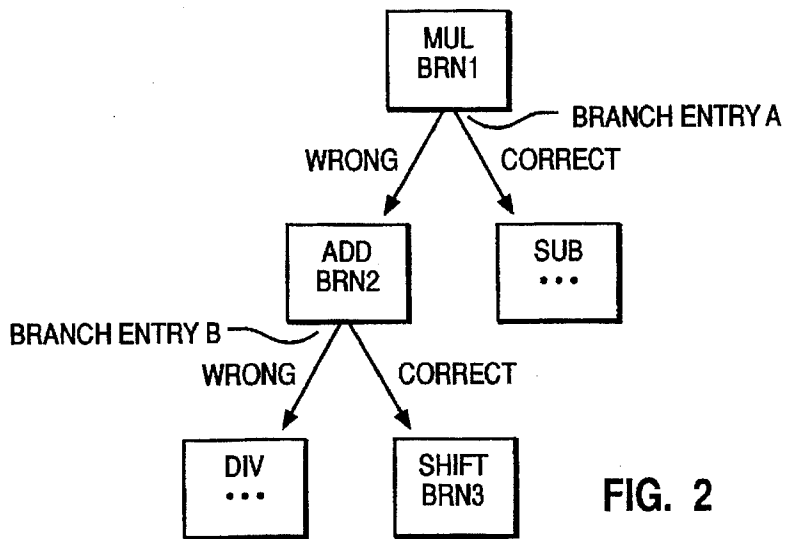 MUL
BRN1
BRANCH ENTRY A
WRONG
CORRECT
ADD
BRN2
SUB
•••
BRANCH ENTRY B
WRONG
CORRECT
DIV
•••
SHIFT
BRN3
FIG. 2